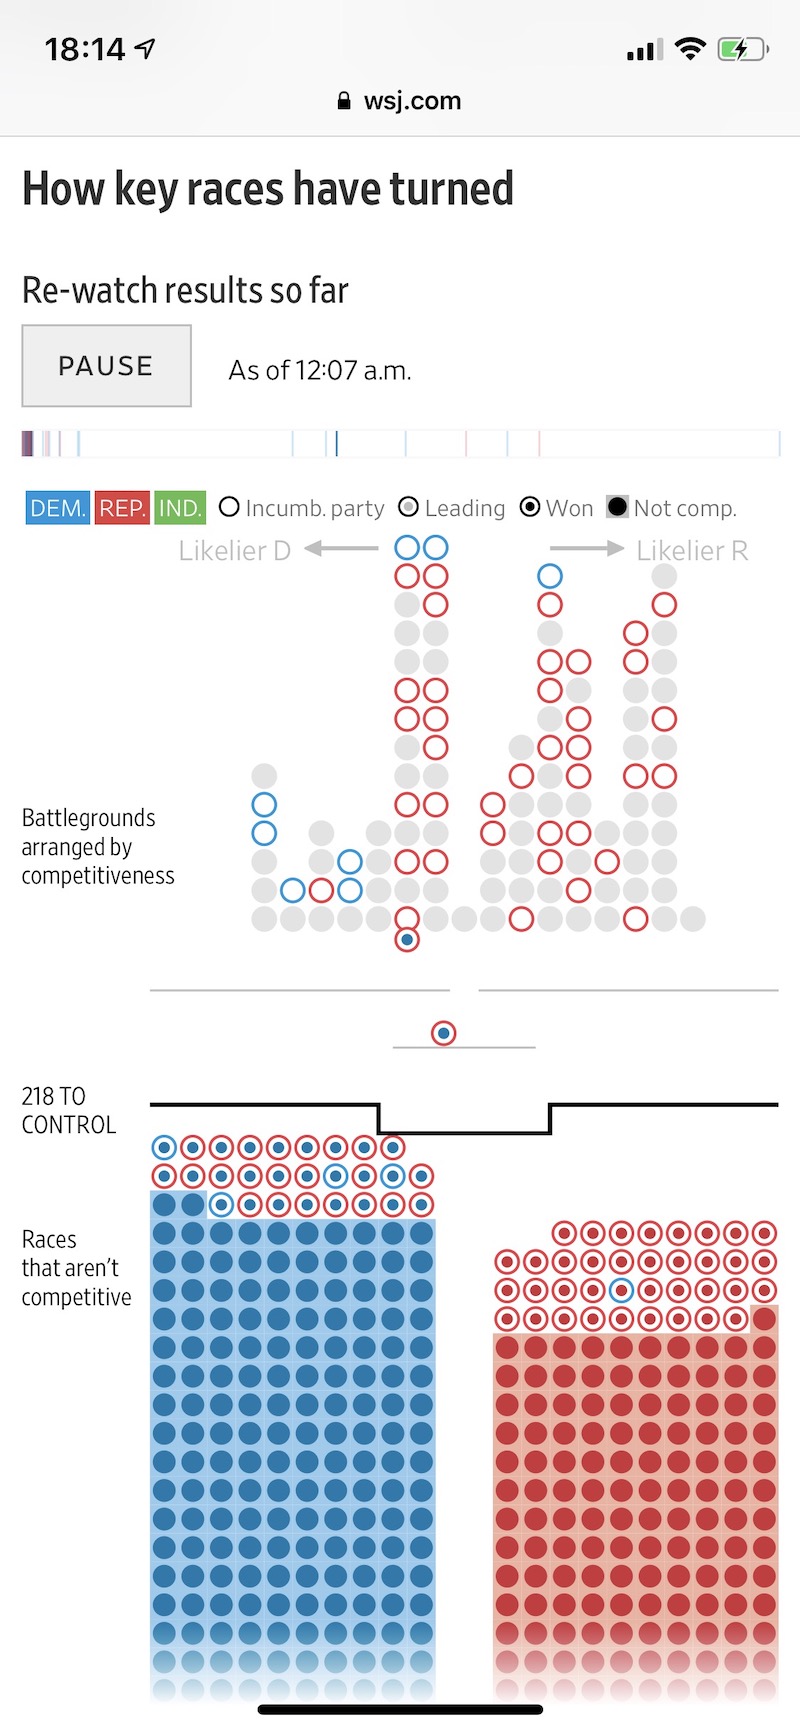 18:14
wsj.com
How key races have turned
Re-watch results so far
PAUSE
As of 12:07 a.m.
DEM. REP. IND. Incumb. party Leading Won Not comp.
Likelier D
Likelier R
Battlegrounds
arranged by
competitiveness
218 TO
CONTROL
Races
that aren't
competitive